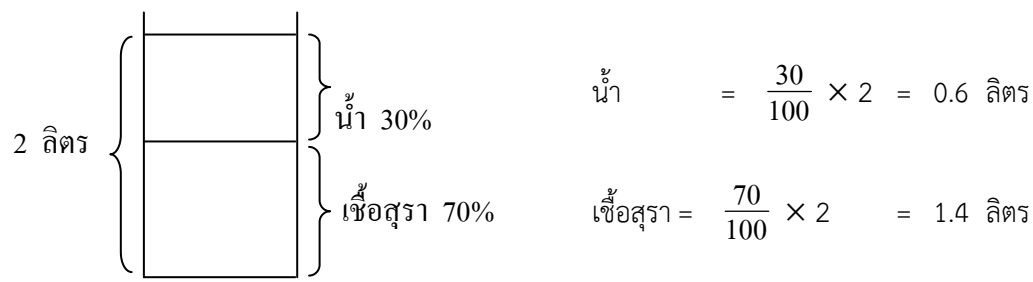 น้ำ 30%
2 ลิตร
เชื้อสุรา 70%
น้ำ = 30/100 × 2 = 0.6 ลิตร
เชื้อสุรา = 70/100 × 2 = 1.4 ลิตร